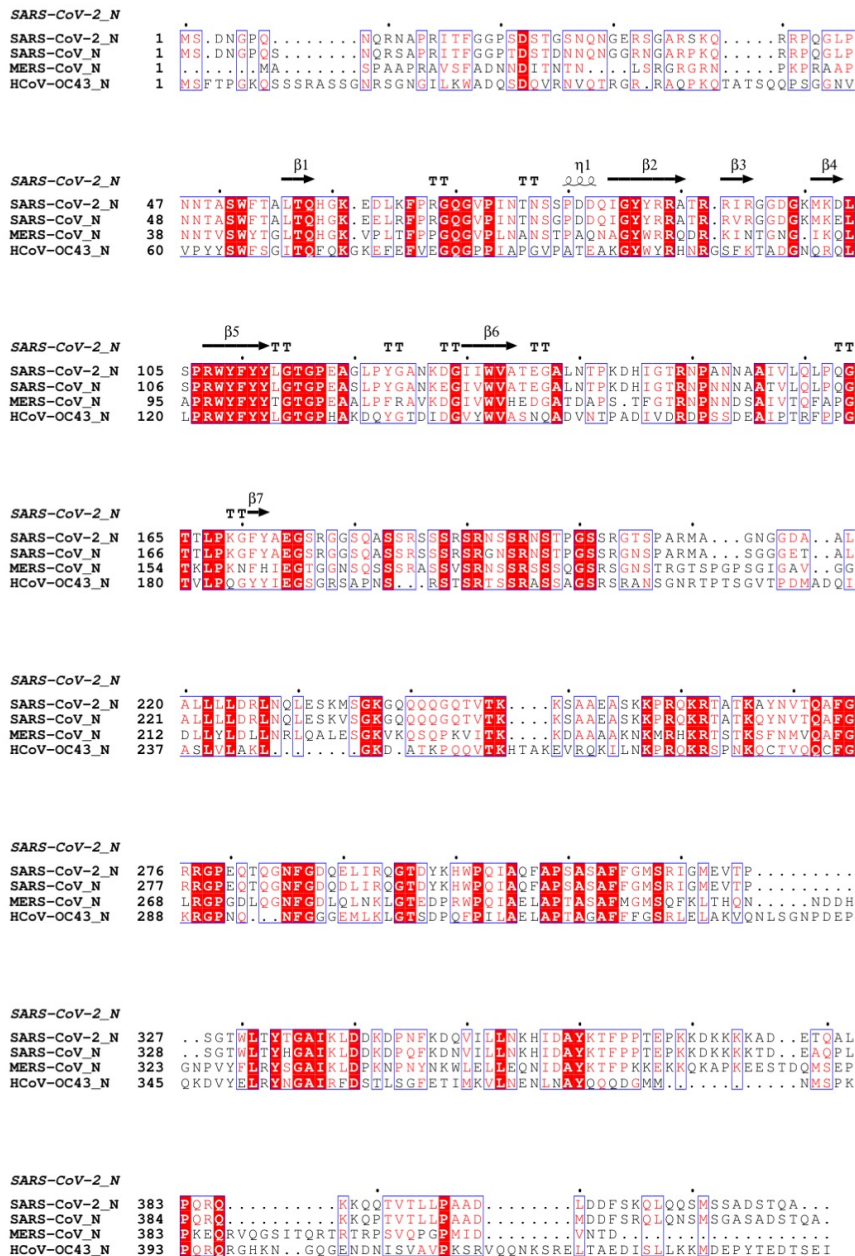 SARS-CoV-2_N
SARS-CoV-2_N 1 MS.DNGPQ........NQRNAPRITFGGPSDSTGSNQNGERSGARSKQ.....RRPQGLP
SARS-CoV_N 1 MS.DNGPQS.......NQRSAPRITFGGPTDSTDNNQNGGRNGARPKQ.....RRPQGLP
MERS-CoV_N 1 .......MA.......SPAAPRAVSFADNNDITNTN....LSRGRGRN.....PKPRAAP
HCoV-OC43_N 1 MSFTPGKQSSSRASSGNRSGNGILKWADQSDQVRNVQTRGR.RAQPKQTATSQQPSGGNV
β1 η1 β2 β3 β4
SARS-CoV-2_N TT TT
SARS-CoV-2_N 47 NNTASWFTALTQHGK.EDLKFPRGQGVPINTNSSPDDQIGYYRRATR.RIRGGDGKMKDL
SARS-CoV_N 48 NNTASWFTALTQHGK.EELRFPRGQGVPINTNSGPDDQIGYYRRATR.RVRGGDGKMKEL
MERS-CoV_N 38 NNTVSWYTGLTQHGK.VPLTFPPGQGVPLNANSTPAQNAGYWRRQDR.KINTGNG.IKQL
HCoV-OC43_N 60 VPYYSWFSGITQFQKGKEFEFVEGQGPPIAPGVPATEAKGYWYRHNRGSFKTADGNQRQL
β5 β6
SARS-CoV-2_N TT TT TT TT TT
SARS-CoV-2_N 105 SPRWYFYYLGTGPEAGLPYGANKDGIIWVATEGALNTPKDHIGTRNPANNAAIVLQLPQG
SARS-CoV_N 106 SPRWYFYYLGTGPEASLPYGANKEGIVWVATEGALNTPKDHIGTRNPNNNAATVLQLPQG
MERS-CoV_N 95 APRWYFYYTGTGPEAALPFRAVKDGIVWVHEDGATDAPS.TFGTRNPNNDSAIVTQFAPG
HCoV-OC43_N 120 LPRWYFYYLGTGPHAKDQYGTDIDGVYWVASNQADVNTPADIVDRDPSSDEAIPTRFPPG
β7
SARS-CoV-2_N TT
SARS-CoV-2_N 165 TTLPKGFYAEGSRGGSQASSRSSSRSRNSSRNSTPGSSRGTSPARMA...GNGGDA..AL
SARS-CoV_N 166 TTLPKGFYAEGSRGGSQASSRSSSRSRGNSRNSTPGSSRGNSPARMA...SGGGET..AL
MERS-CoV_N 154 TKLPKNFHIEGTGGNSQSSSRASSVSRNSSRSSSQGSRSGNSTRGTSPGPSGIGAV..GG
HCoV-OC43_N 180 TVLPQGYYIEGSGRSAPNS...RSTSRTSSRASSAGSRSRANSGNRTPTSGVTPDMADQI
SARS-CoV-2_N
SARS-CoV-2_N 220 ALLLLDRLNQLESKMSGKGQQQQGQTVTK....KSAAEASKKPRQKRTATKAYNVTQAFG
SARS-CoV_N 221 ALLLLDRLNQLESKVSGKGQQQQGQTVTK....KSAAEASKKPRQKRTATKQYNVTQAFG
MERS-CoV_N 212 DLLYLDLLNRLQALESGKVKQSQPKVITK....KDAAAAKNKMRHKRTSTKSFNMVQAFG
HCoV-OC43_N 237 ASLVLAKL........GKD.ATKPQQVTKHTAKEVRQKILNKPRQKRSPNKQCTVQQCFG
SARS-CoV-2_N
SARS-CoV-2_N 276 RRGPEQTQGNFGDQELIRQGTDYKHWPQIAQFAPSASAFFGMSRIGMEVTP.........
SARS-CoV_N 277 RRGPEQTQGNFGDQDLIRQGTDYKHWPQIAQFAPSASAFFGMSRIGMEVTP.........
MERS-CoV_N 268 LRGPGDLQGNFGDLQLNKLGTEDPRWPQIAELAPTASAFMGMSQFKLTHQN.....NDDH
HCoV-OC43_N 288 KRGPNQ...NFGGGEMLKLGTSDPQFPILAELAPTAGAFFFGSRLELAKVQNLSGNPDEP
SARS-CoV-2_N
SARS-CoV-2_N 327 ..SGTWLTYTGAIKLDDKDPNFKDQVILLNKHIDAYKTFPPTEPKKDKKKKAD..ETQAL
SARS-CoV_N 328 ..SGTWLTYHGAIKLDDKDPQFKDNVILLNKHIDAYKTFPPTEPKKDKKKKTD..EAQPL
MERS-CoV_N 323 GNPVYFLRYSGAIKLDPKNPNYNKWLELLEQNIDAYKTFPKKEKKQKAPKEESTDQMSEP
HCoV-OC43_N 345 QKDVYELRYNGAIRFDSTLSGFETIMKVLNENLNAYQQQDGMM............NMSPK
SARS-CoV-2_N
SARS-CoV-2_N 383 PQRQ..........KKQQTVTLLPAAD........LDDFSKQLQQSMSSADSTQA...
SARS-CoV_N 384 PQRQ..........KKQPTVTLLPAAD........MDDFSRQLQNSMSGASADSTQA.
MERS-CoV_N 383 PKEQRVQGSITQRTRTRPSVQPGPMID........VNTD...................
HCoV-OC43_N 393 PQRQRGHKN..GQGENDNISVAVPKSRVQQNKSRELTAEDISLLKKMDEPYTEDTSEI